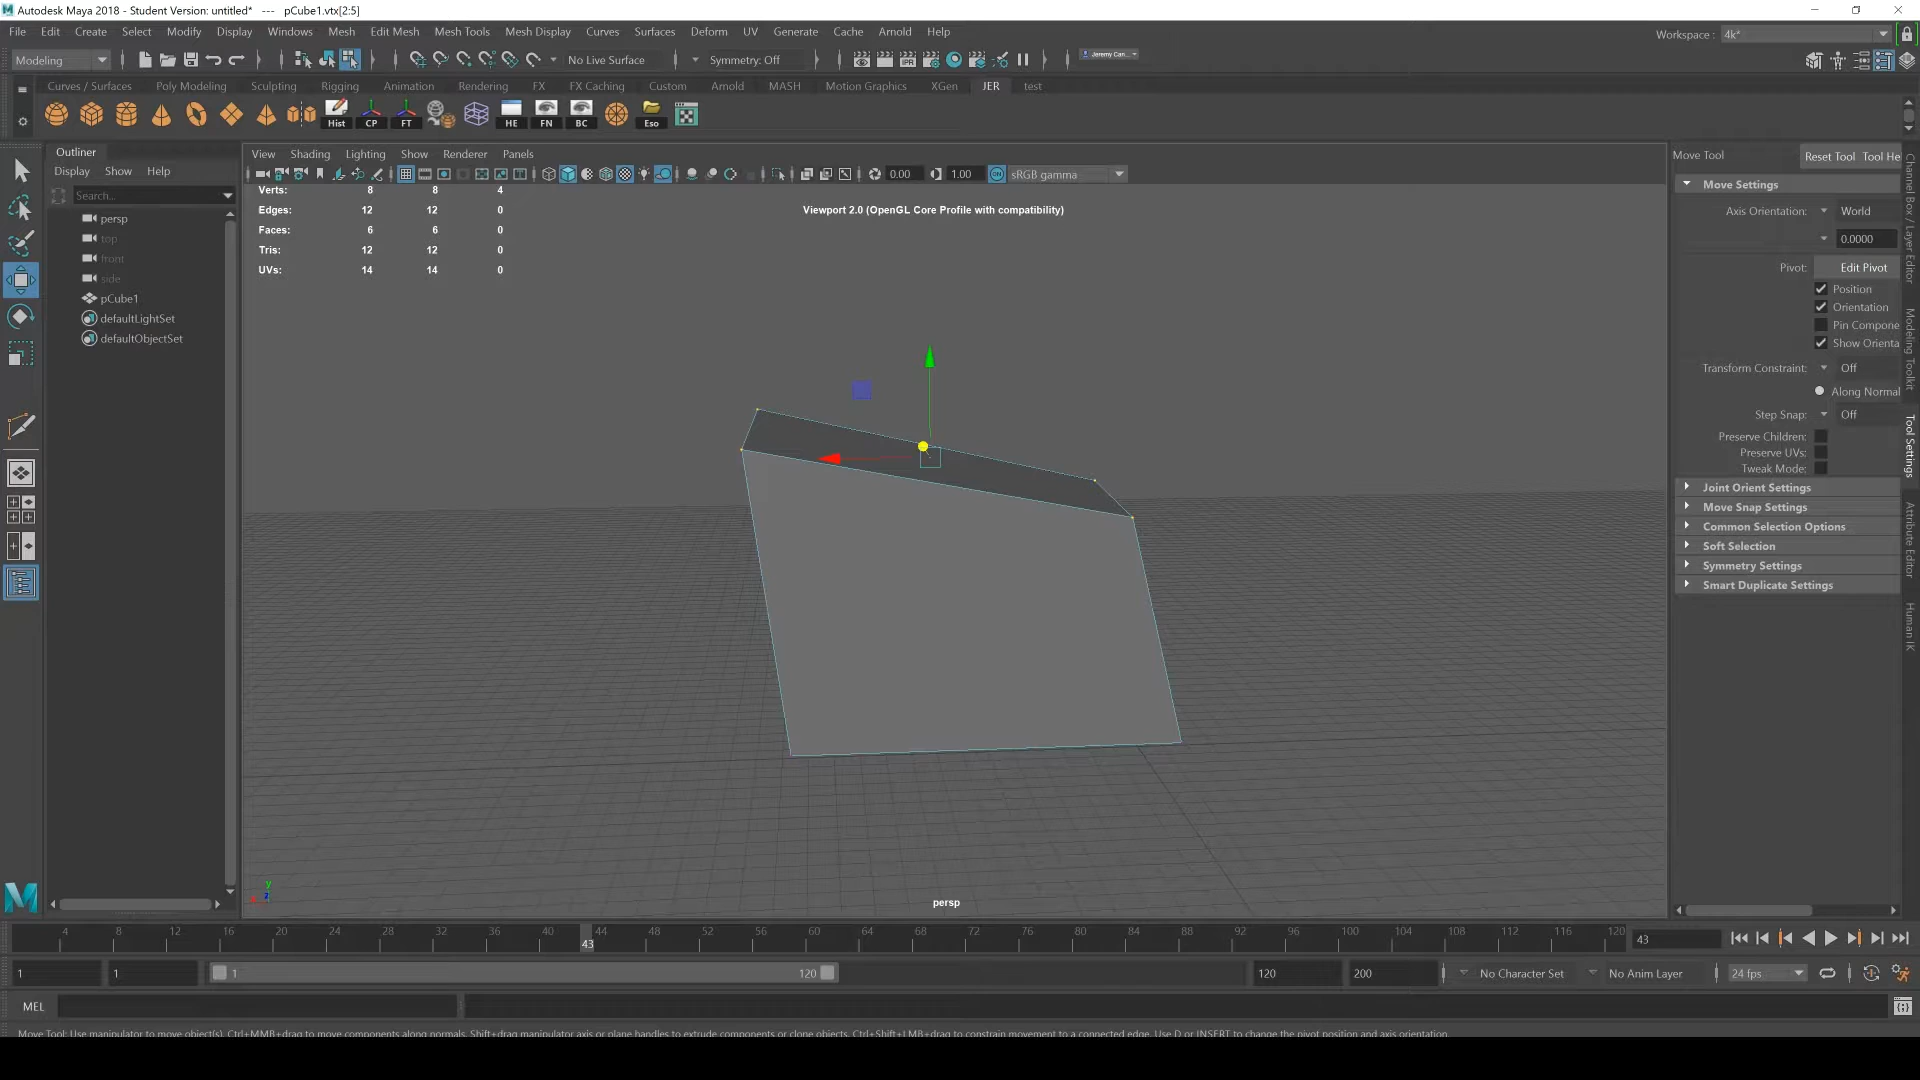 Autodesk Maya 2018 - Student Version: untitled* --- pCube1.vtx[2:5]
File Edit Create Select Modify Display Windows Mesh Edit Mesh Mesh Tools Mesh Display Curves Surfaces Deform UV Generate Cache Arnold Help
Workspace : 4k*
Modeling
No Live Surface
Symmetry: Off
Curves / Surfaces Poly Modeling Sculpting Rigging Animation Rendering FX FX Caching Custom Arnold MASH Motion Graphics XGen JER test
Hist CP FT HE FN BC Eso
Outliner
Display Show Help
Search...
persp
top
front
side
pCube1
defaultLightSet
defaultObjectSet
View Shading Lighting Show Renderer Panels
0.00 1.00 sRGB gamma
Verts: 8 8 4
Edges: 12 12 0
Faces: 6 6 0
Tris: 12 12 0
UVs: 14 14 0
Viewport 2.0 (OpenGL Core Profile with compatibility)
persp
y
Move Tool
Reset Tool Tool He
Move Settings
Axis Orientation: World
0.0000
Pivot: Edit Pivot
Position
Orientation
Pin Compone
Show Orienta
Transform Constraint: Off
Along Normal
Step Snap: Off
Preserve Children:
Preserve UVs:
Tweak Mode:
Joint Orient Settings
Move Snap Settings
Common Selection Options
Soft Selection
Symmetry Settings
Smart Duplicate Settings
Channel Box / Layer Editor
Modeling Toolkit
Tool Settings
Attribute Editor
Human IK
4 8 12 16 20 24 28 32 36 40 44 48 52 56 60 64 68 72 76 80 84 88 92 96 100 104 108 112 116 120
43
43
1 1 1 120 120 200 No Character Set No Anim Layer 24 fps
MEL
Move Tool: Use manipulator to move object(s). Ctrl+MMB+drag to move components along normals. Shift+drag manipulator axis or plane handles to extrude components or clone objects. Ctrl+Shift+LMB+drag to constrain movement to a connected edge. Use D or INSERT to change the pivot position and axis orientation.